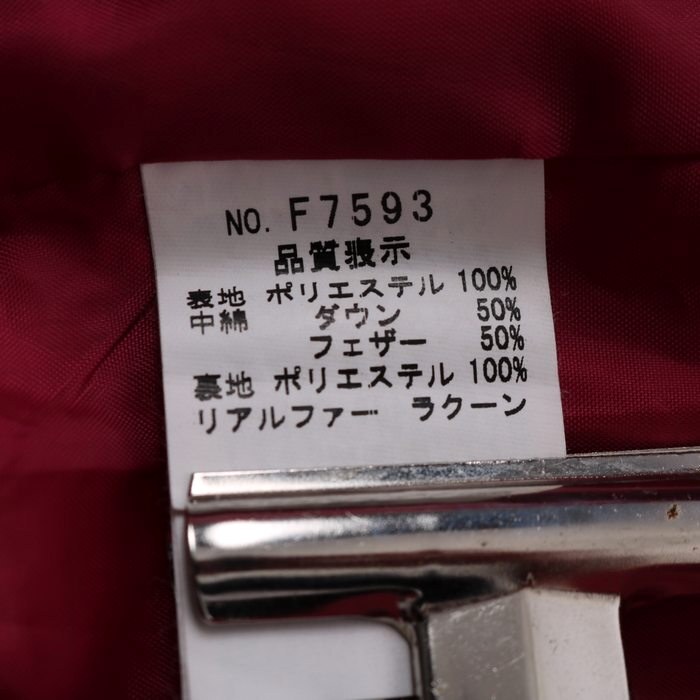 NO. F7593
品質表示
表地 ポリエステル 100%
中綿 ダウン 50%
フェザー 50%
裏地 ポリエステル 100%
リアルファー ラクーン